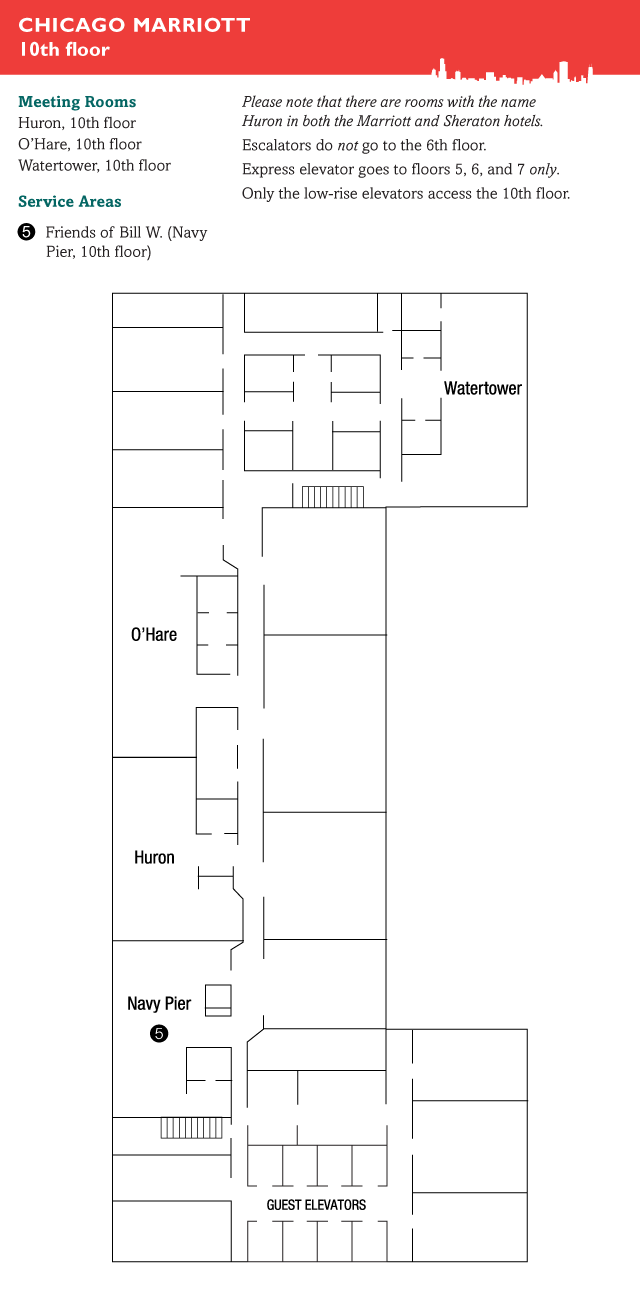 CHICAGO MARRIOTT
10th floor
Meeting Rooms
Huron, 10th floor
O’Hare, 10th floor
Watertower, 10th floor
Service Areas
5 Friends of Bill W. (Navy
Pier, 10th floor)
Please note that there are rooms with the name
Huron in both the Marriott and Sheraton hotels.
Escalators do not go to the 6th floor.
Express elevator goes to floors 5, 6, and 7 only.
Only the low-rise elevators access the 10th floor.
Watertower
O’Hare
Huron
Navy Pier
5
GUEST ELEVATORS